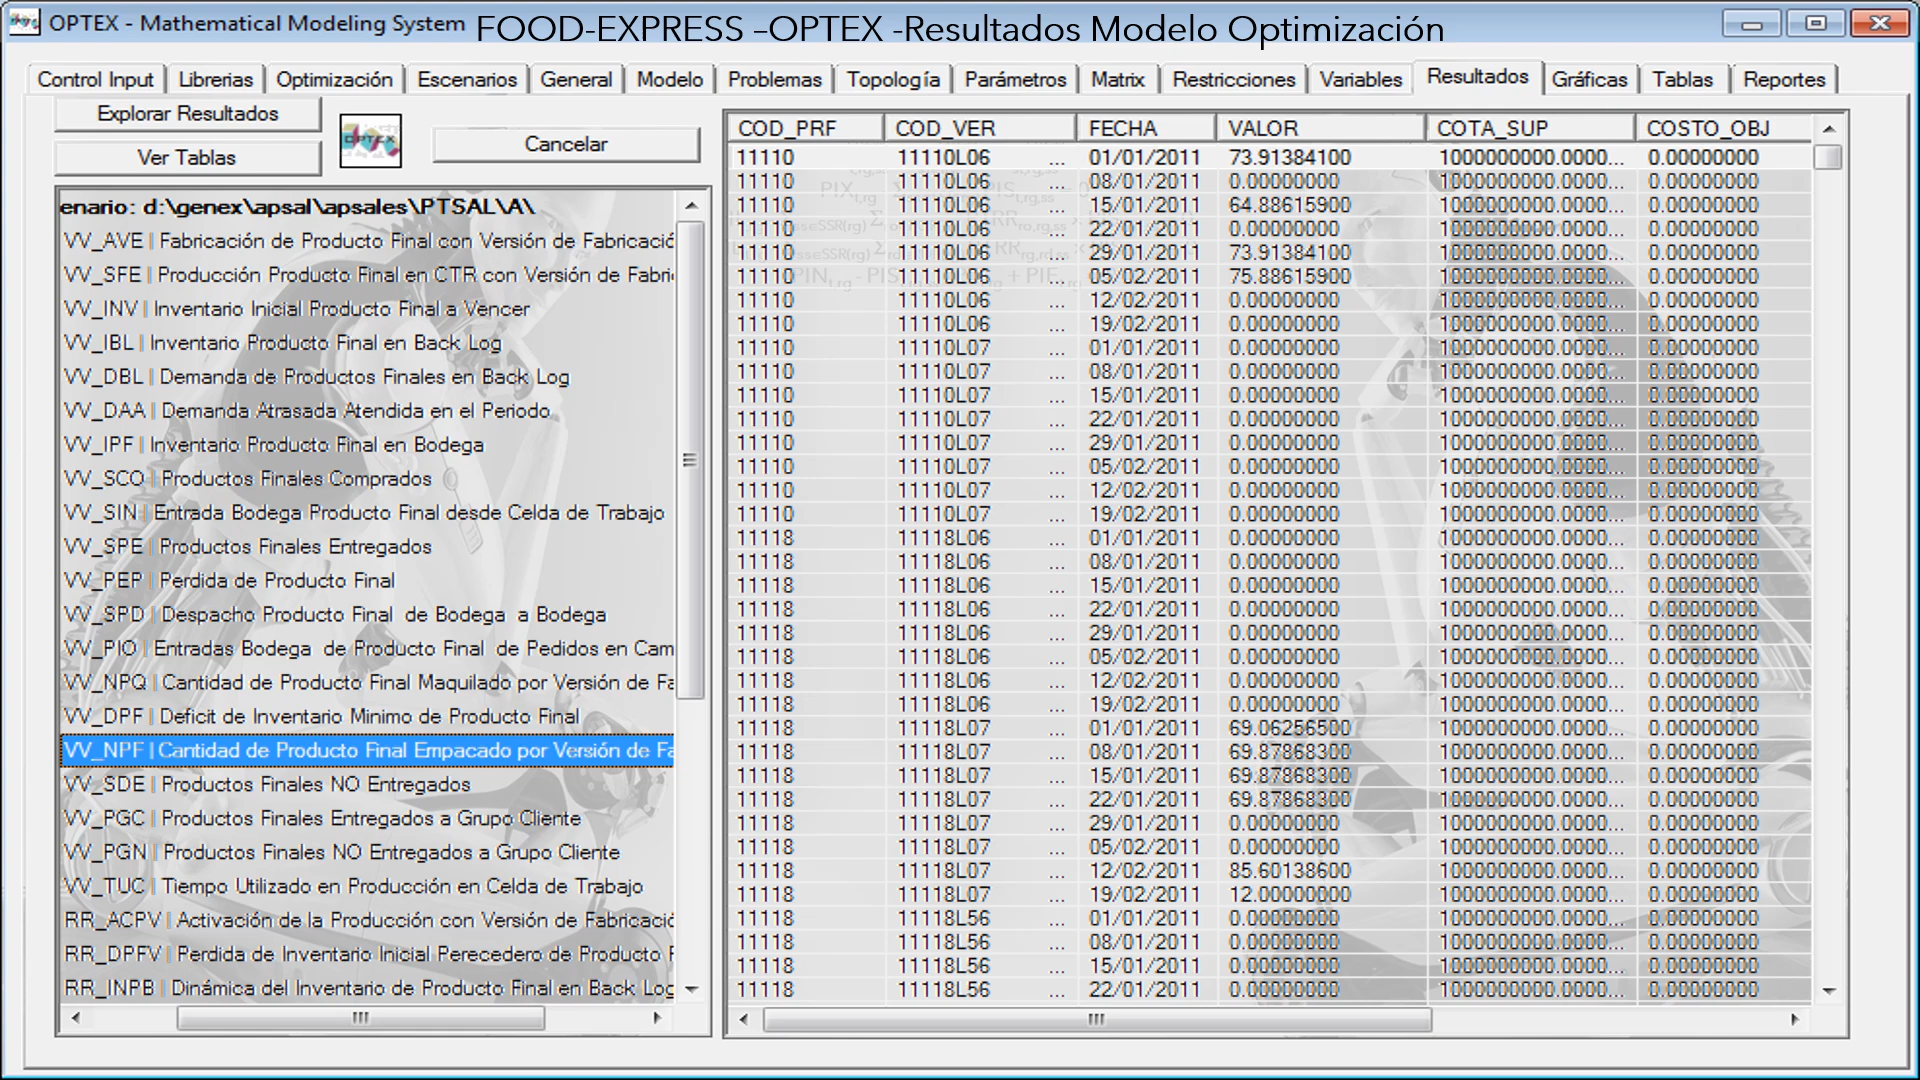 OPTEX - Mathematical Modeling System
FOOD-EXPRESS –OPTEX -Resultados Modelo Optimización
Control Input Librerias Optimización Escenarios General Modelo Problemas Topología Parámetros Matrix Restricciones Variables Resultados Gráficas Tablas Reportes
Explorar Resultados
Ver Tablas
OPTEX
Cancelar
enario: d:\genex\apsal\apsales\PTSAL\A\
VV_AVE | Fabricación de Producto Final con Versión de Fabricació
VV_SFE | Producción Producto Final en CTR con Versión de Fabri
VV_INV | Inventario Inicial Producto Final a Vencer
VV_IBL | Inventario Producto Final en Back Log
VV_DBL | Demanda de Productos Finales en Back Log
VV_DAA | Demanda Atrasada Atendida en el Periodo
VV_IPF | Inventario Producto Final en Bodega
VV_SCO | Productos Finales Comprados
VV_SIN | Entrada Bodega Producto Final desde Celda de Trabajo
VV_SPE | Productos Finales Entregados
VV_PEP | Perdida de Producto Final
VV_SPD | Despacho Producto Final de Bodega a Bodega
VV_PIO | Entradas Bodega de Producto Final de Pedidos en Cam
VV_NPQ | Cantidad de Producto Final Maquilado por Versión de Fa
VV_DPF | Deficit de Inventario Minimo de Producto Final
VV_NPF | Cantidad de Producto Final Empacado por Versión de Fa
VV_SDE | Productos Finales NO Entregados
VV_PGC | Productos Finales Entregados a Grupo Cliente
VV_PGN | Productos Finales NO Entregados a Grupo Cliente
VV_TUC | Tiempo Utilizado en Producción en Celda de Trabajo
RR_ACPV | Activación de la Producción con Versión de Fabricació
RR_DPFV | Perdida de Inventario Inicial Perecedero de Producto F
RR_INPB | Dinámica del Inventario de Producto Final en Back Log
COD_PRF COD_VER FECHA VALOR COTA_SUP COSTO_OBJ
11110 11110L06 ... 01/01/2011 73.91384100 1000000000.0000... 0.00000000
11110 11110L06 ... 08/01/2011 0.00000000 1000000000.0000... 0.00000000
11110 11110L06 ... 15/01/2011 64.88615900 1000000000.0000... 0.00000000
11110 11110L06 ... 22/01/2011 0.00000000 1000000000.0000... 0.00000000
11110 11110L06 ... 29/01/2011 73.91384100 1000000000.0000... 0.00000000
11110 11110L06 ... 05/02/2011 75.88615900 1000000000.0000... 0.00000000
11110 11110L06 ... 12/02/2011 0.00000000 1000000000.0000... 0.00000000
11110 11110L06 ... 19/02/2011 0.00000000 1000000000.0000... 0.00000000
11110 11110L07 ... 01/01/2011 0.00000000 1000000000.0000... 0.00000000
11110 11110L07 ... 08/01/2011 0.00000000 1000000000.0000... 0.00000000
11110 11110L07 ... 15/01/2011 0.00000000 1000000000.0000... 0.00000000
11110 11110L07 ... 22/01/2011 0.00000000 1000000000.0000... 0.00000000
11110 11110L07 ... 29/01/2011 0.00000000 1000000000.0000... 0.00000000
11110 11110L07 ... 05/02/2011 0.00000000 1000000000.0000... 0.00000000
11110 11110L07 ... 12/02/2011 0.00000000 1000000000.0000... 0.00000000
11110 11110L07 ... 19/02/2011 0.00000000 1000000000.0000... 0.00000000
11118 11118L06 ... 01/01/2011 0.00000000 1000000000.0000... 0.00000000
11118 11118L06 ... 08/01/2011 0.00000000 1000000000.0000... 0.00000000
11118 11118L06 ... 15/01/2011 0.00000000 1000000000.0000... 0.00000000
11118 11118L06 ... 22/01/2011 0.00000000 1000000000.0000... 0.00000000
11118 11118L06 ... 29/01/2011 0.00000000 1000000000.0000... 0.00000000
11118 11118L06 ... 05/02/2011 0.00000000 1000000000.0000... 0.00000000
11118 11118L06 ... 12/02/2011 0.00000000 1000000000.0000... 0.00000000
11118 11118L06 ... 19/02/2011 0.00000000 1000000000.0000... 0.00000000
11118 11118L07 ... 01/01/2011 69.06256500 1000000000.0000... 0.00000000
11118 11118L07 ... 08/01/2011 69.87868300 1000000000.0000... 0.00000000
11118 11118L07 ... 15/01/2011 69.87868300 1000000000.0000... 0.00000000
11118 11118L07 ... 22/01/2011 69.87868300 1000000000.0000... 0.00000000
11118 11118L07 ... 29/01/2011 0.00000000 1000000000.0000... 0.00000000
11118 11118L07 ... 05/02/2011 0.00000000 1000000000.0000... 0.00000000
11118 11118L07 ... 12/02/2011 85.60138600 1000000000.0000... 0.00000000
11118 11118L07 ... 19/02/2011 12.00000000 1000000000.0000... 0.00000000
11118 11118L56 ... 01/01/2011 0.00000000 1000000000.0000... 0.00000000
11118 11118L56 ... 08/01/2011 0.00000000 1000000000.0000... 0.00000000
11118 11118L56 ... 15/01/2011 0.00000000 1000000000.0000... 0.00000000
11118 11118L56 ... 22/01/2011 0.00000000 1000000000.0000... 0.00000000